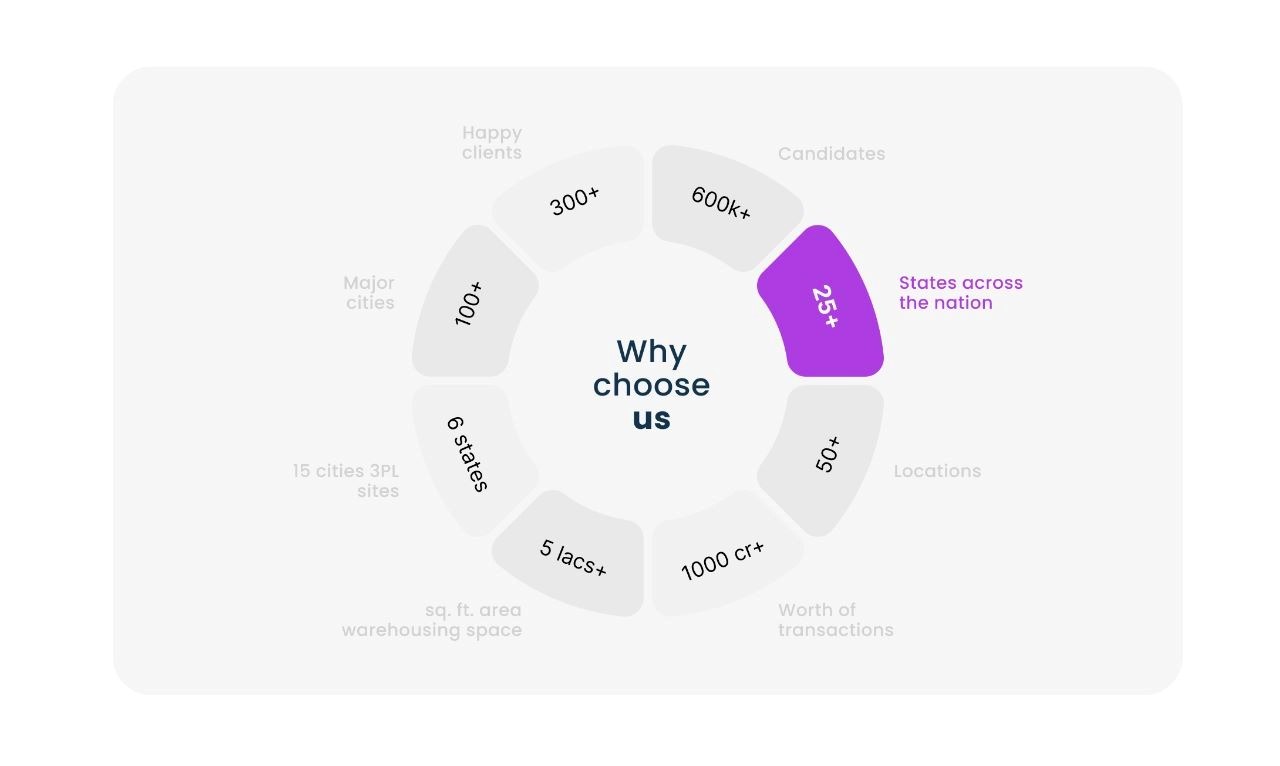 Happy
clients
300+
600k+
Candidates
Major
cities
100+
25+
States across
the nation
Why
choose
us
15 cities 3PL
sites
6 states
50+
Locations
5 lacs+
sq. ft. area
warehousing space
1000 cr+
Worth of
transactions